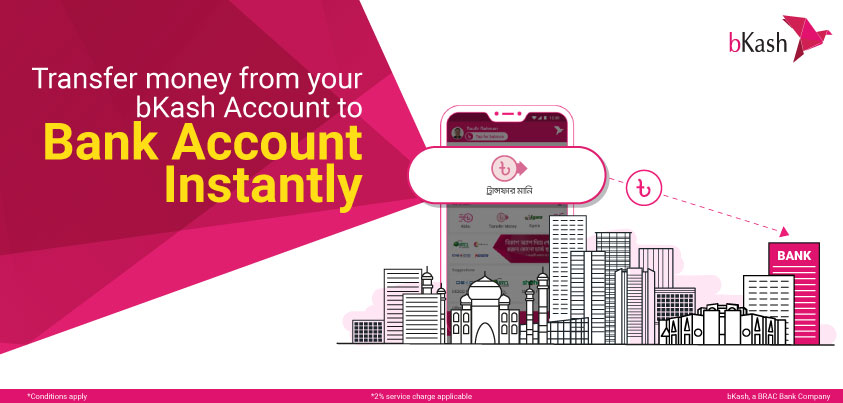 bKash
Transfer money from your
bKash Account to
Bank Account
Instantly
ট্রান্সফার মানি
৳
BANK
*Conditions apply
*2% service charge applicable
bKash, a BRAC Bank Company